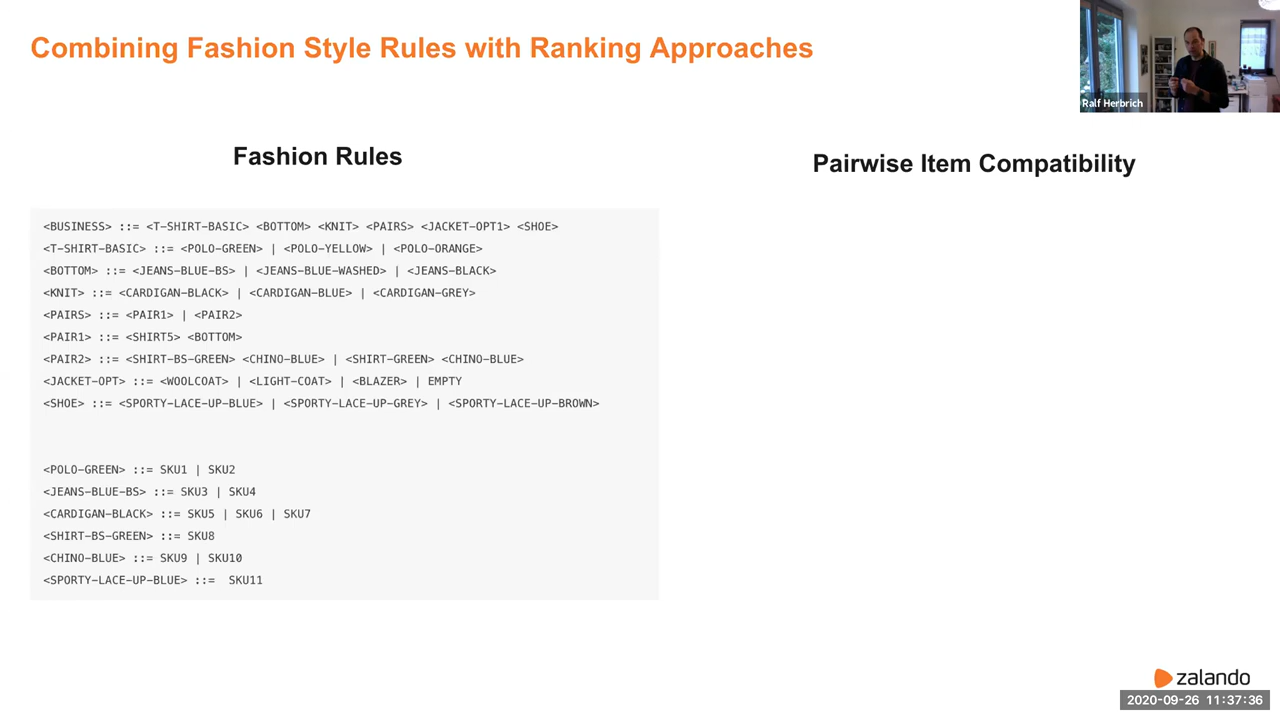 Combining Fashion Style Rules with Ranking Approaches
Ralf Herbrich
Fashion Rules
Pairwise Item Compatibility
<BUSINESS> ::= <T-SHIRT-BASIC> <BOTTOM> <KNIT> <PAIRS> <JACKET-OPT1> <SHOE>
<T-SHIRT-BASIC> ::= <POLO-GREEN> | <POLO-YELLOW> | <POLO-ORANGE>
<BOTTOM> ::= <JEANS-BLUE-BS> | <JEANS-BLUE-WASHED> | <JEANS-BLACK>
<KNIT> ::= <CARDIGAN-BLACK> | <CARDIGAN-BLUE> | <CARDIGAN-GREY>
<PAIRS> ::= <PAIR1> | <PAIR2>
<PAIR1> ::= <SHIRT5> <BOTTOM>
<PAIR2> ::= <SHIRT-BS-GREEN> <CHINO-BLUE> | <SHIRT-GREEN> <CHINO-BLUE>
<JACKET-OPT> ::= <WOOLCOAT> | <LIGHT-COAT> | <BLAZER> | EMPTY
<SHOE> ::= <SPORTY-LACE-UP-BLUE> | <SPORTY-LACE-UP-GREY> | <SPORTY-LACE-UP-BROWN>
<POLO-GREEN> ::= SKU1 | SKU2
<JEANS-BLUE-BS> ::= SKU3 | SKU4
<CARDIGAN-BLACK> ::= SKU5 | SKU6 | SKU7
<SHIRT-BS-GREEN> ::= SKU8
<CHINO-BLUE> ::= SKU9 | SKU10
<SPORTY-LACE-UP-BLUE> ::= SKU11
zalando
2020-09-26 11:37:36